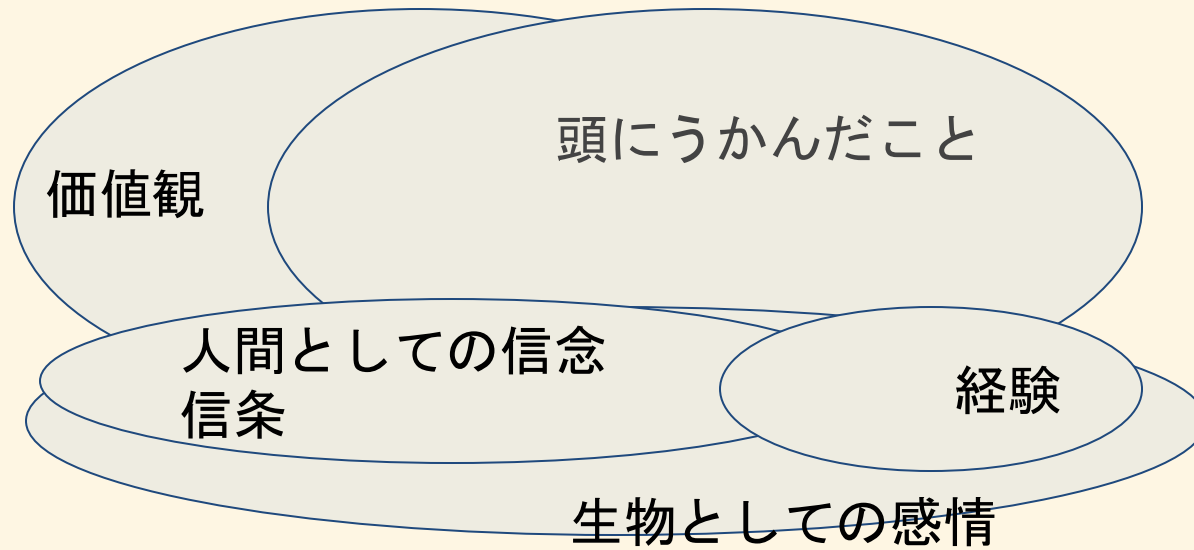 頭にうかんだこと
価値観
人間としての信念
信条
経験
生物としての感情